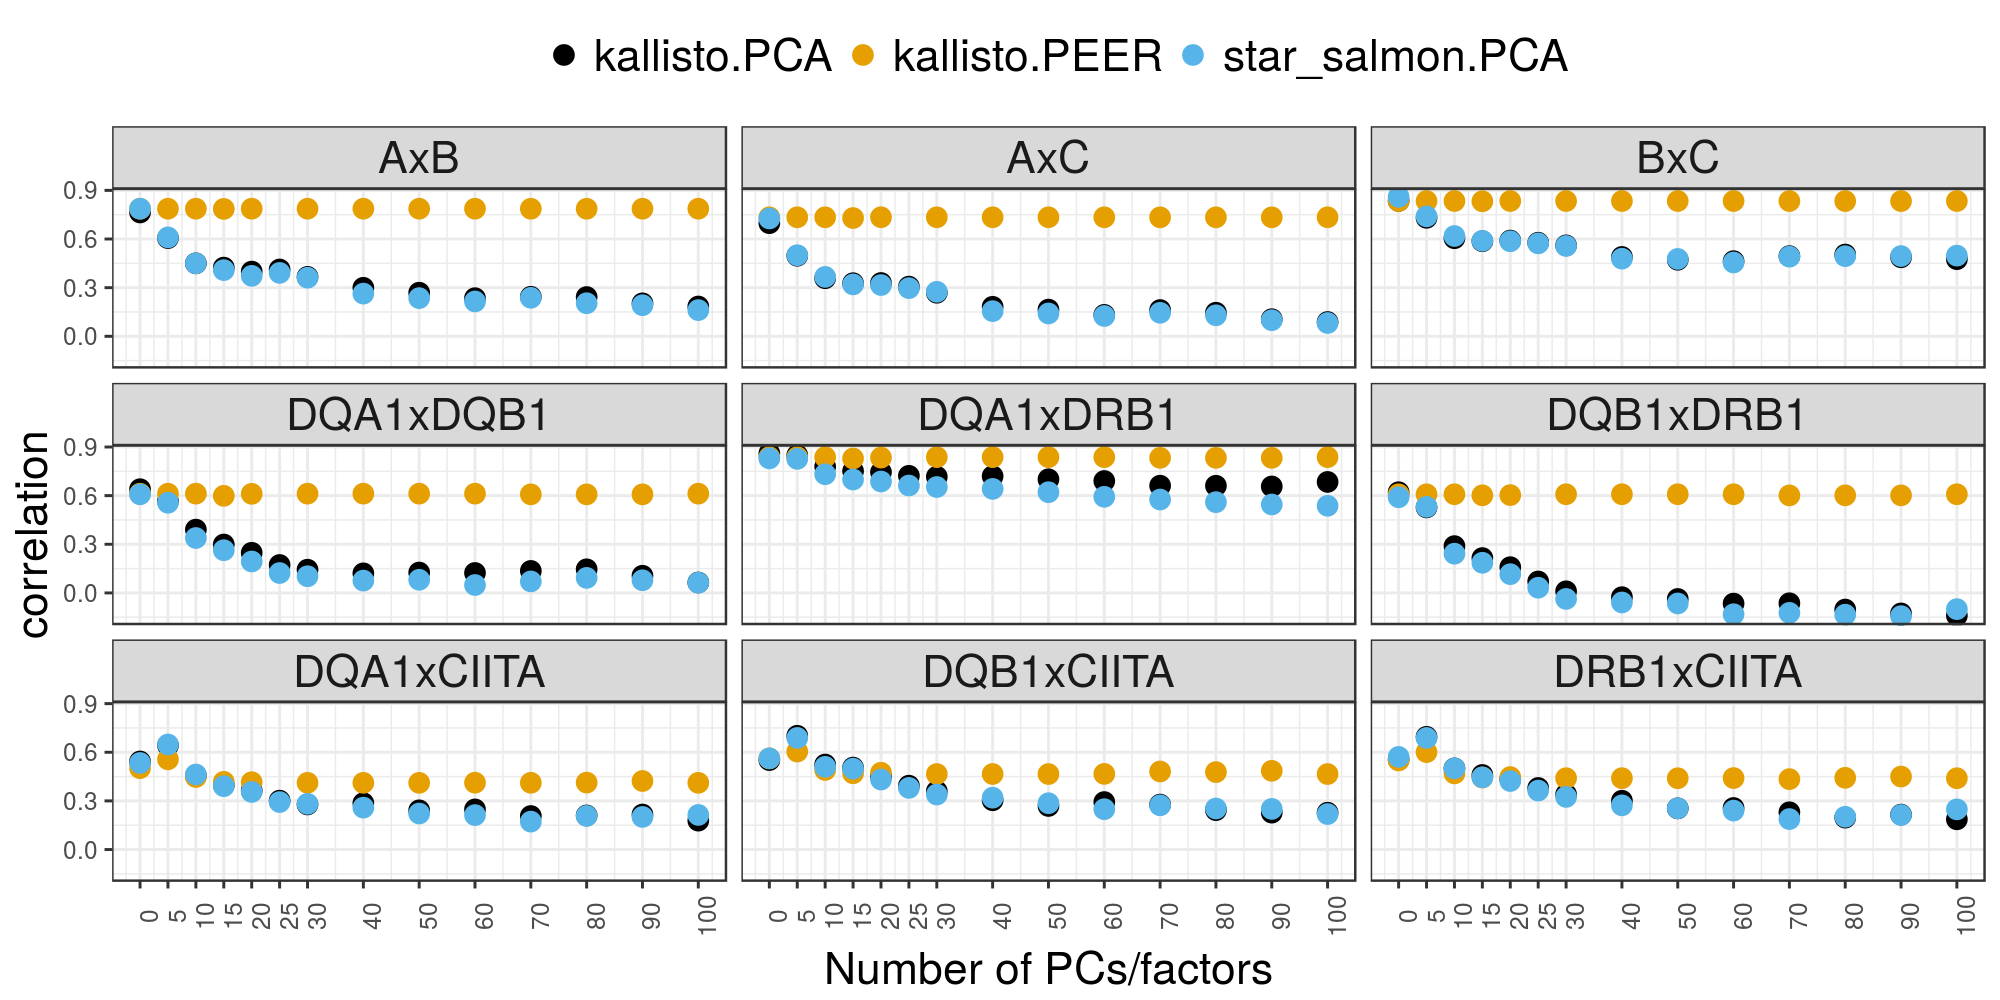 kallisto.PCA kallisto.PEER star_salmon.PCA
AxB AxC BxC
0.9
0.6
0.3
0.0
DQA1xDQB1 DQA1xDRB1 DQB1xDRB1
0.9
0.6
0.3
0.0
correlation
DQA1xCIITA DQB1xCIITA DRB1xCIITA
0.9
0.6
0.3
0.0
0 5 10 15 20 25 30 40 50 60 70 80 90 100 0 5 10 15 20 25 30 40 50 60 70 80 90 100 0 5 10 15 20 25 30 40 50 60 70 80 90 100
Number of PCs/factors